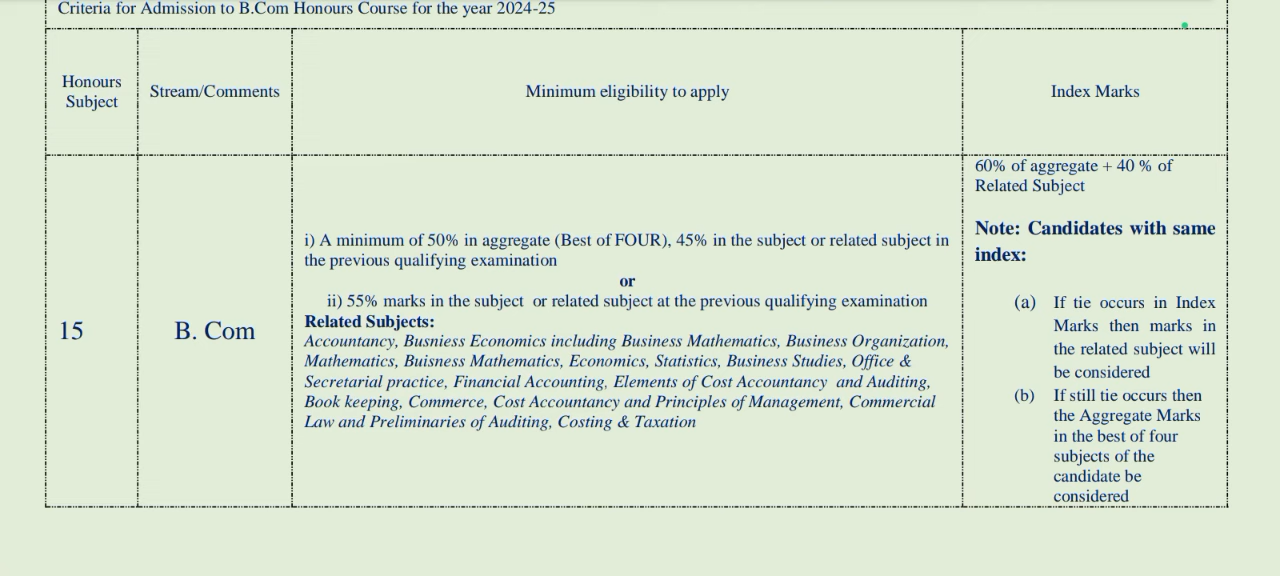 Criteria for Admission to B.Com Honours Course for the year 2024-25
Honours
Subject
Stream/Comments
Minimum eligibility to apply
Index Marks
15
B. Com
i) A minimum of 50% in aggregate (Best of FOUR), 45% in the subject or related subject in
the previous qualifying examination
or
ii) 55% marks in the subject or related subject at the previous qualifying examination
Related Subjects:
Accountancy, Busniess Economics including Business Mathematics, Business Organization,
Mathematics, Buisness Mathematics, Economics, Statistics, Business Studies, Office &
Secretarial practice, Financial Accounting, Elements of Cost Accountancy and Auditing,
Book keeping, Commerce, Cost Accountancy and Principles of Management, Commercial
Law and Preliminaries of Auditing, Costing & Taxation
60% of aggregate + 40 % of
Related Subject
Note: Candidates with same
index:
(a) If tie occurs in Index
Marks then marks in
the related subject will
be considered
(b) If still tie occurs then
the Aggregate Marks
in the best of four
subjects of the
candidate be
considered